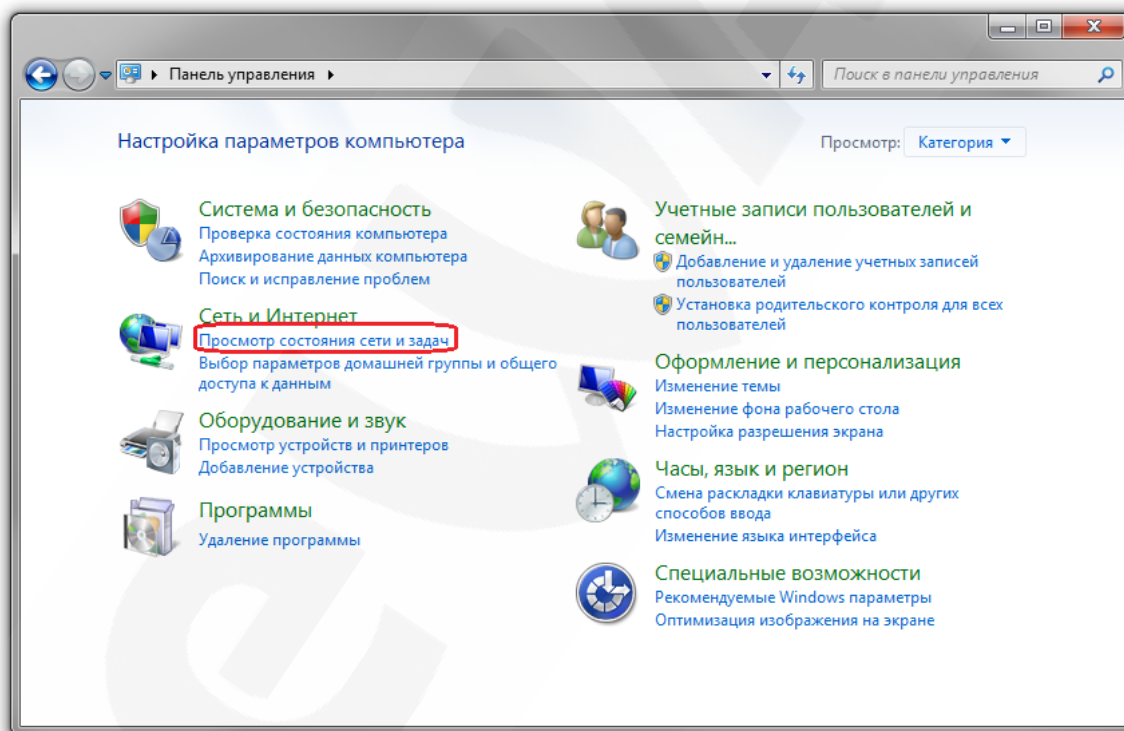 Панель управления
Поиск в панели управления
Настройка параметров компьютера
Просмотр: Категория
Система и безопасность
Проверка состояния компьютера
Архивирование данных компьютера
Поиск и исправление проблем
Сеть и Интернет
Просмотр состояния сети и задач
Выбор параметров домашней группы и общего
доступа к данным
Оборудование и звук
Просмотр устройств и принтеров
Добавление устройства
Программы
Удаление программы
Учетные записи пользователей и
семейн...
Добавление и удаление учетных записей
пользователей
Установка родительского контроля для всех
пользователей
Оформление и персонализация
Изменение темы
Изменение фона рабочего стола
Настройка разрешения экрана
Часы, язык и регион
Смена раскладки клавиатуры или других
способов ввода
Изменение языка интерфейса
Специальные возможности
Рекомендуемые Windows параметры
Оптимизация изображения на экране